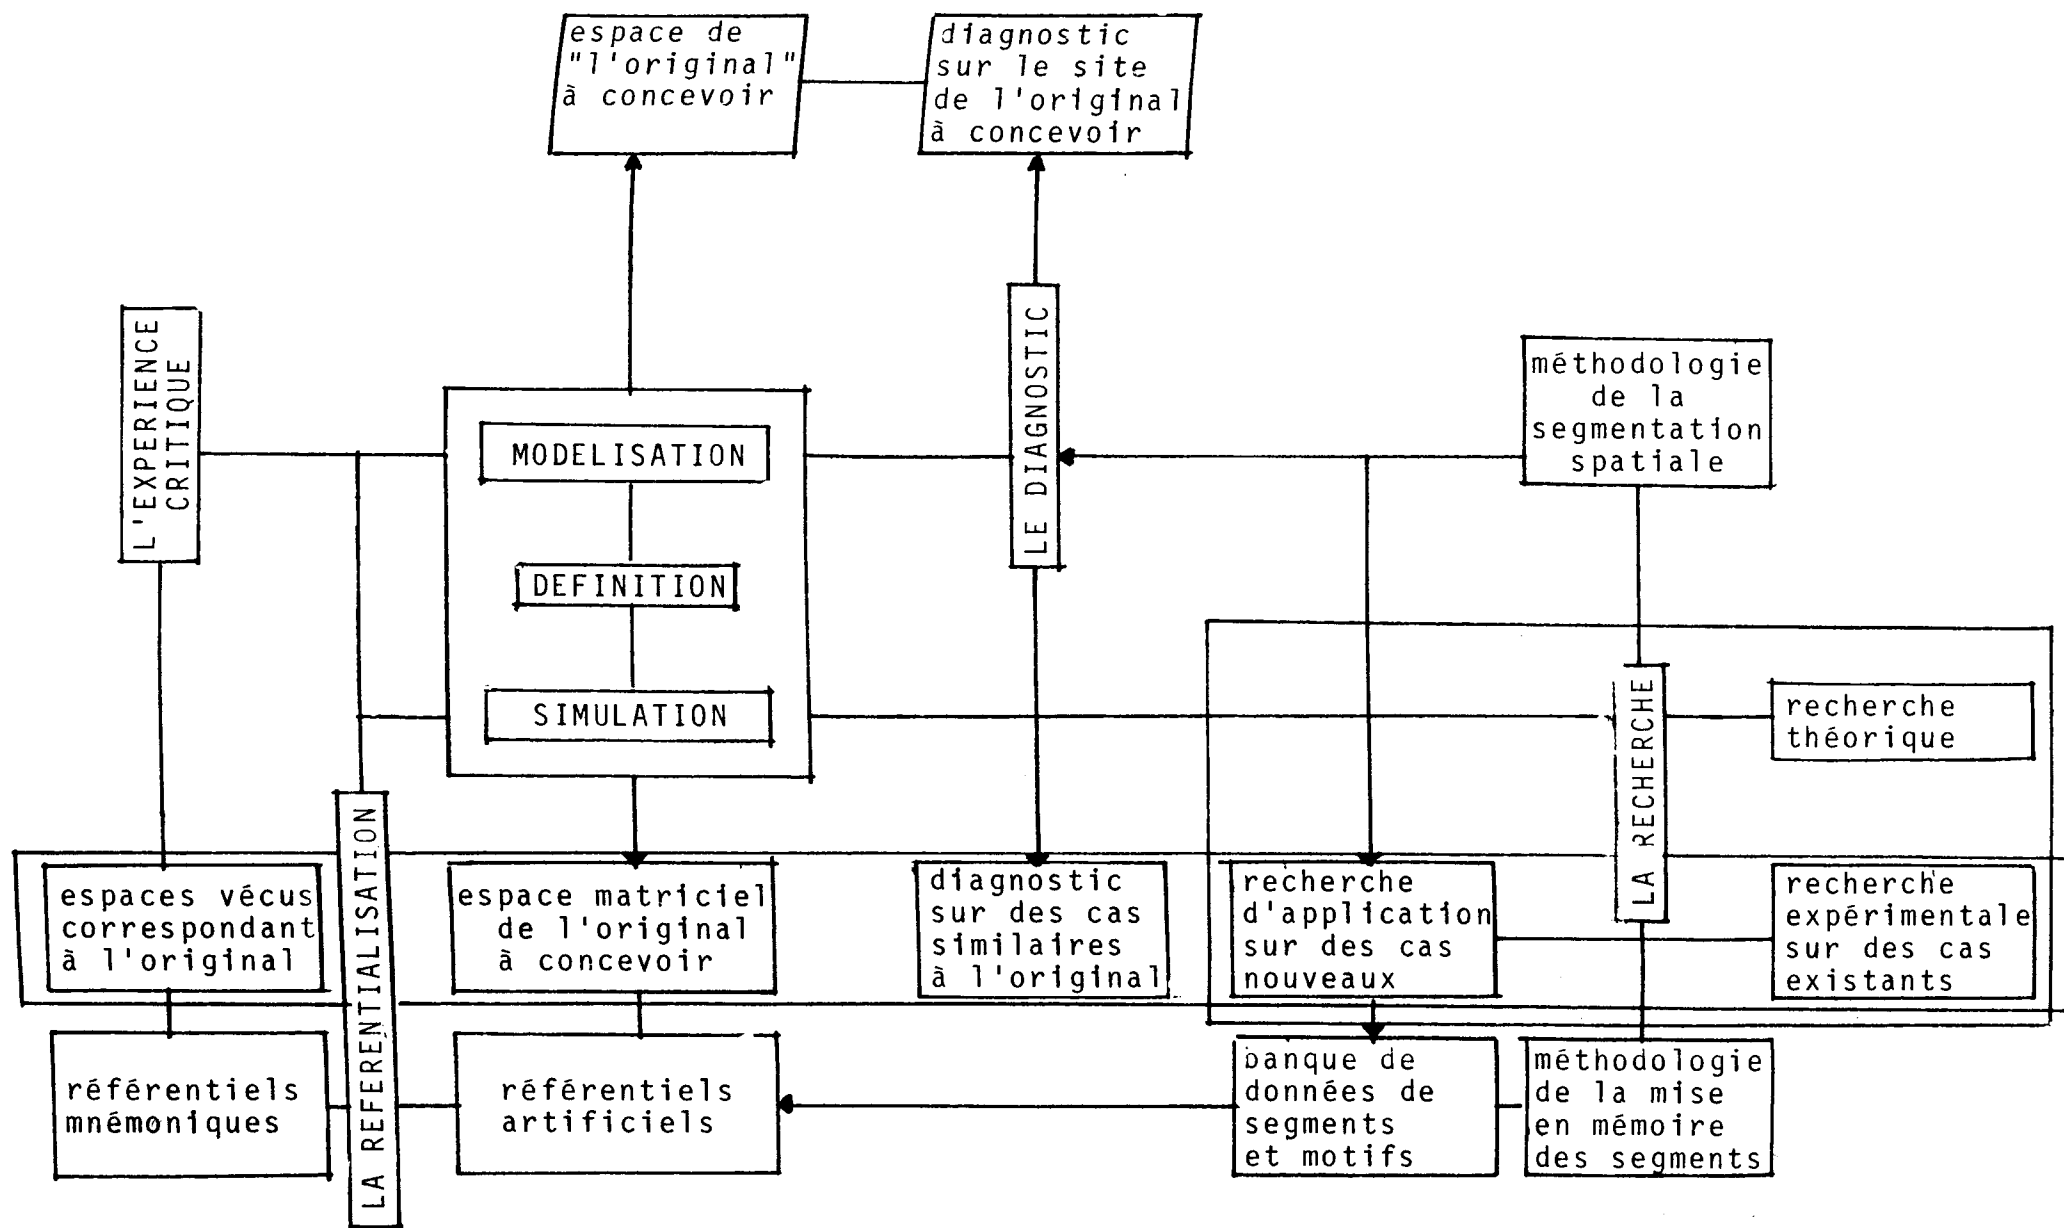 espace de
"l'original"
à concevoir
diagnostic
sur le site
de l'original
à concevoir
L'EXPERIENCE
CRITIQUE
MODELISATION
DEFINITION
SIMULATION
LE DIAGNOSTIC
méthodologie
de la
segmentation
spatiale
LA RECHERCHE
recherche
théorique
LA REFERENTIALISATION
espaces vécus
correspondant
à l'original
espace matriciel
de l'original
à concevoir
diagnostic
sur des cas
similaires
à l'original
recherche
d'application
sur des cas
nouveaux
recherche
expérimentale
sur des cas
existants
référentiels
mnémoniques
référentiels
artificiels
banque de
données de
segments
et motifs
méthodologie
de la mise
en mémoire
des segments